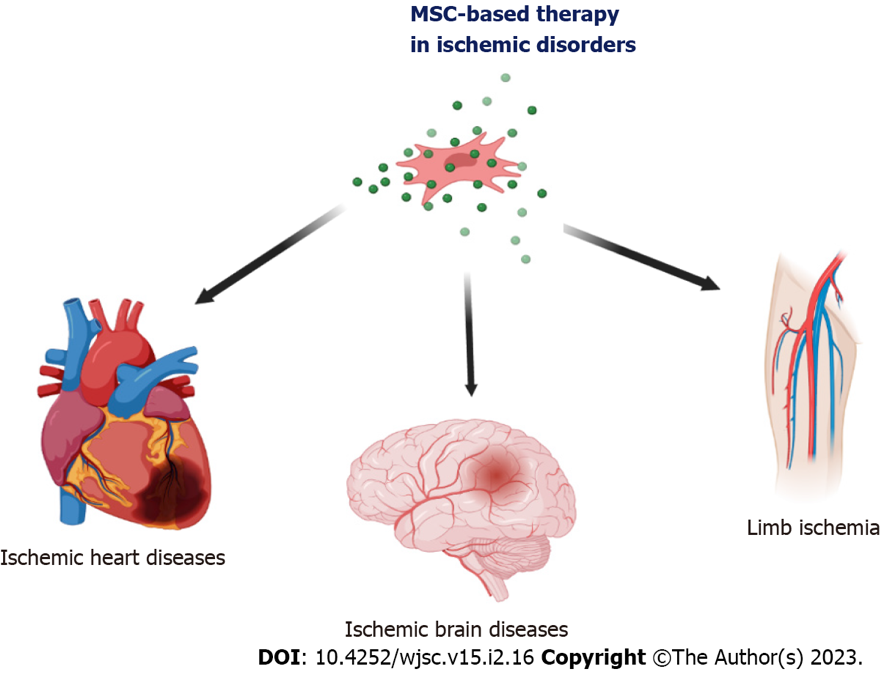 MSC-based therapy
in ischemic disorders
Ischemic heart diseases
Limb ischemia
Ischemic brain diseases
DOI: 10.4252/wjsc.v15.i2.16 Copyright ©The Author(s) 2023.